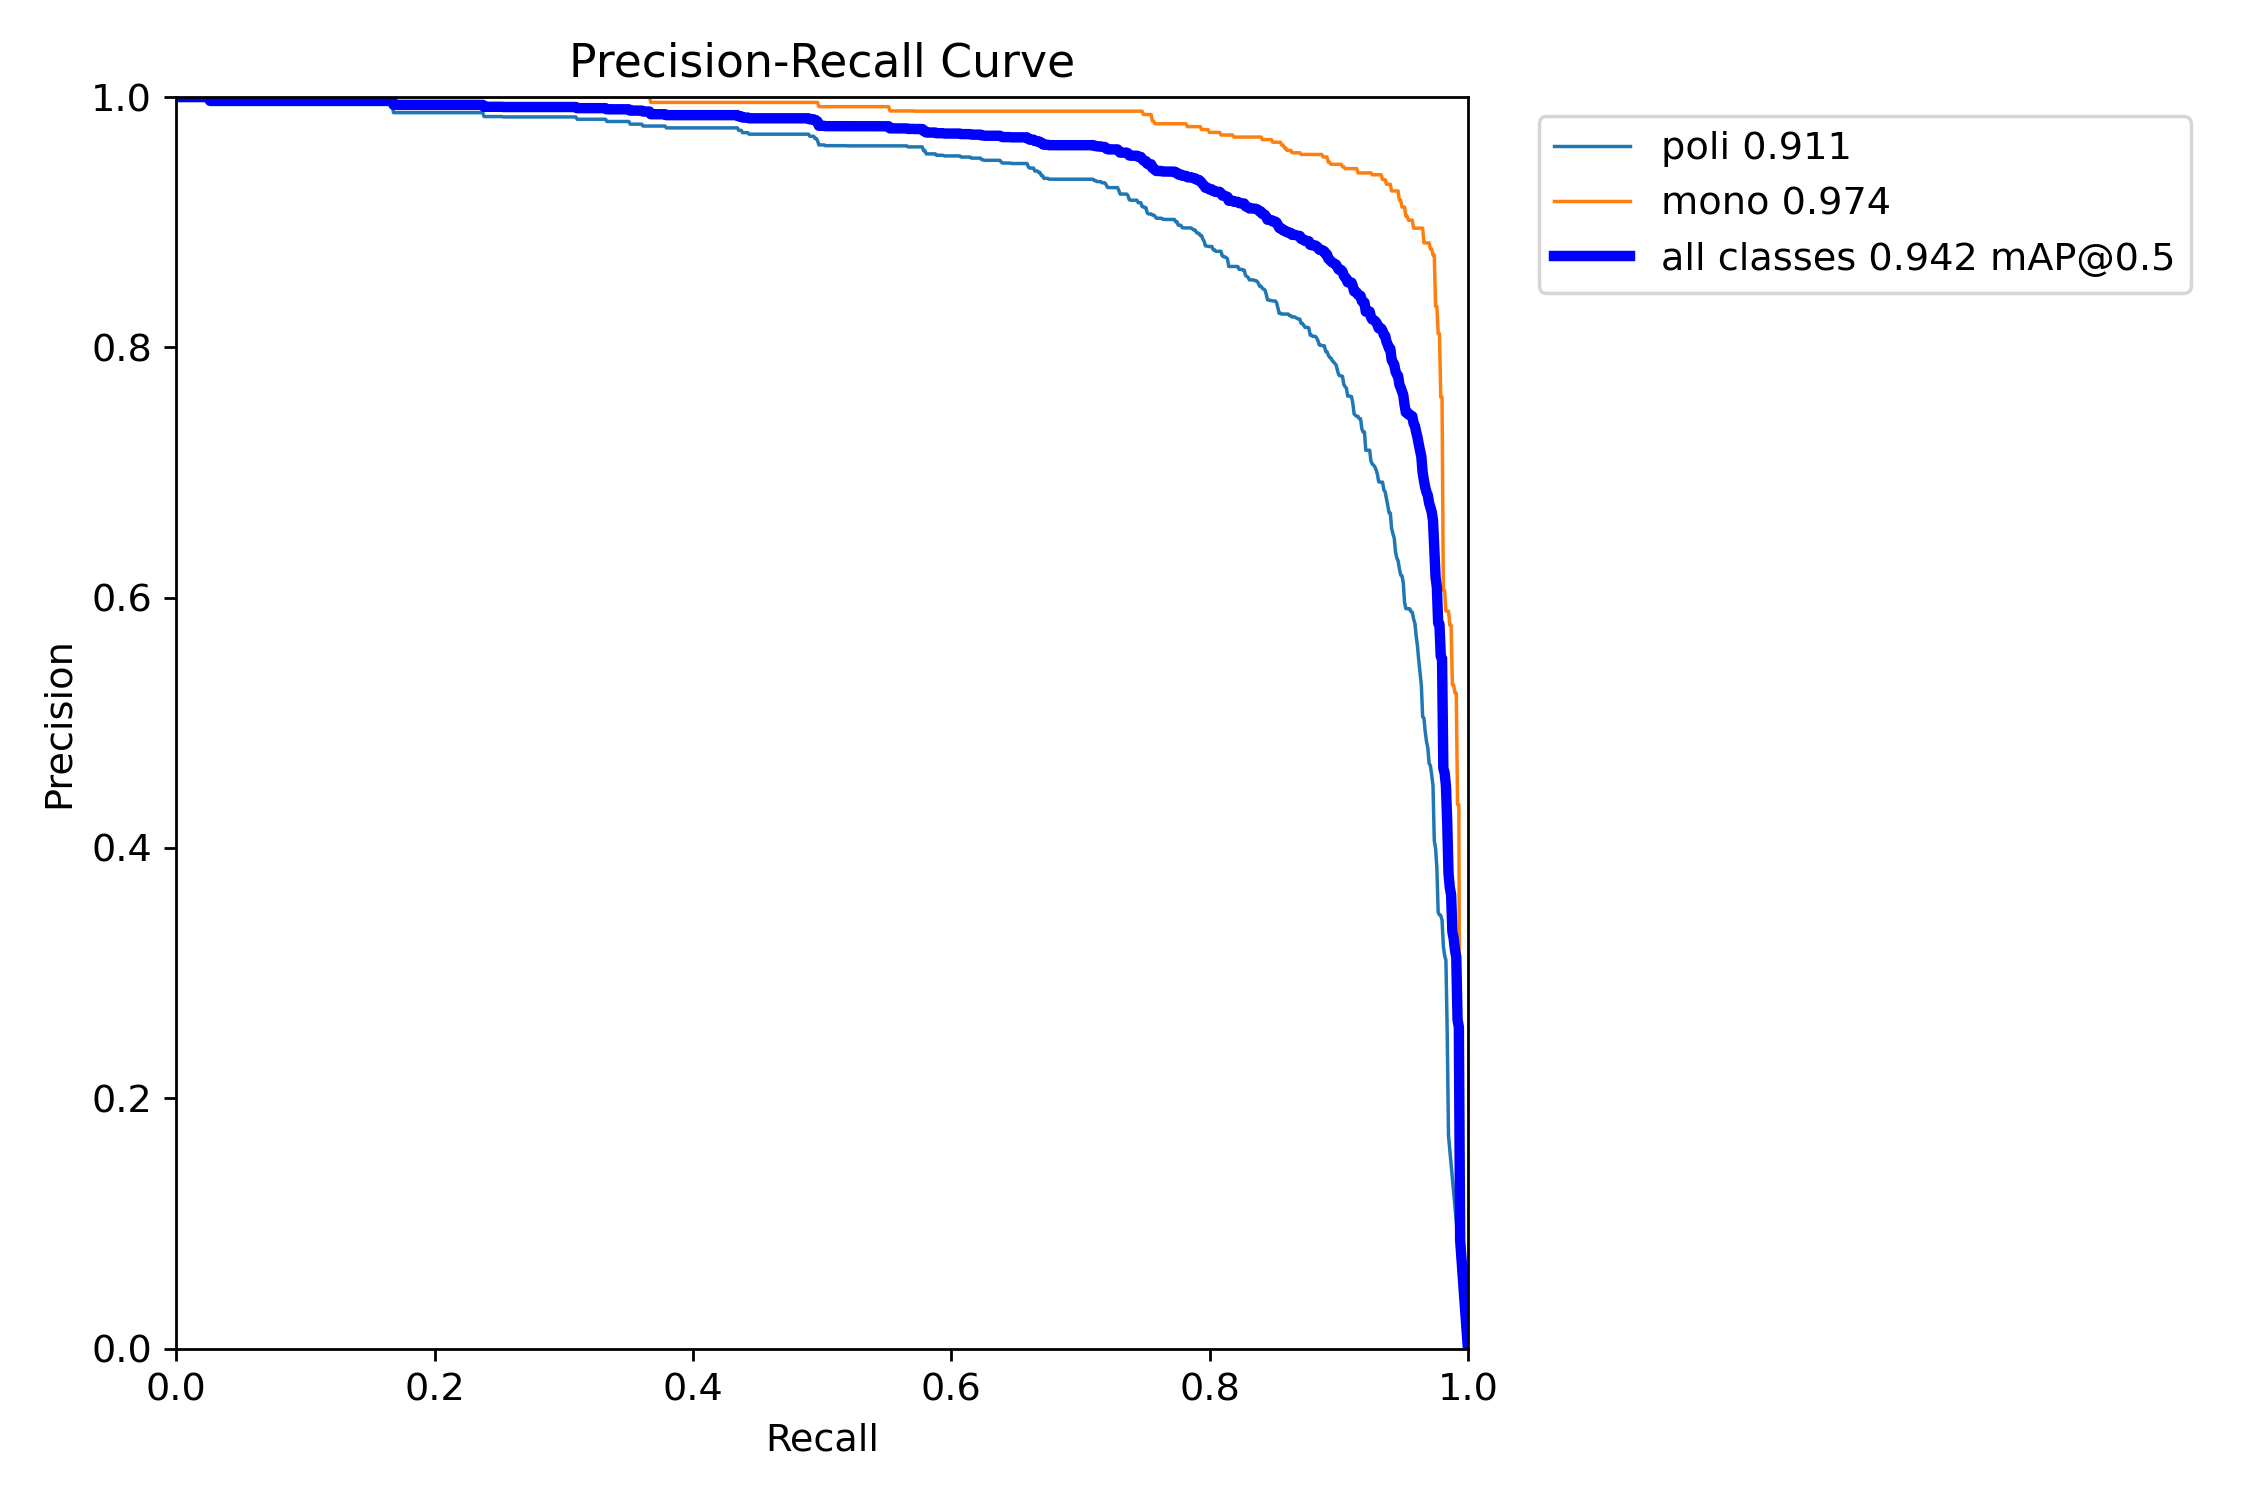 Precision-Recall Curve
1.0
0.8
0.6
0.4
0.2
0.0
Precision
0.0 0.2 0.4 0.6 0.8 1.0
Recall
poli 0.911
mono 0.974
all classes 0.942 mAP@0.5